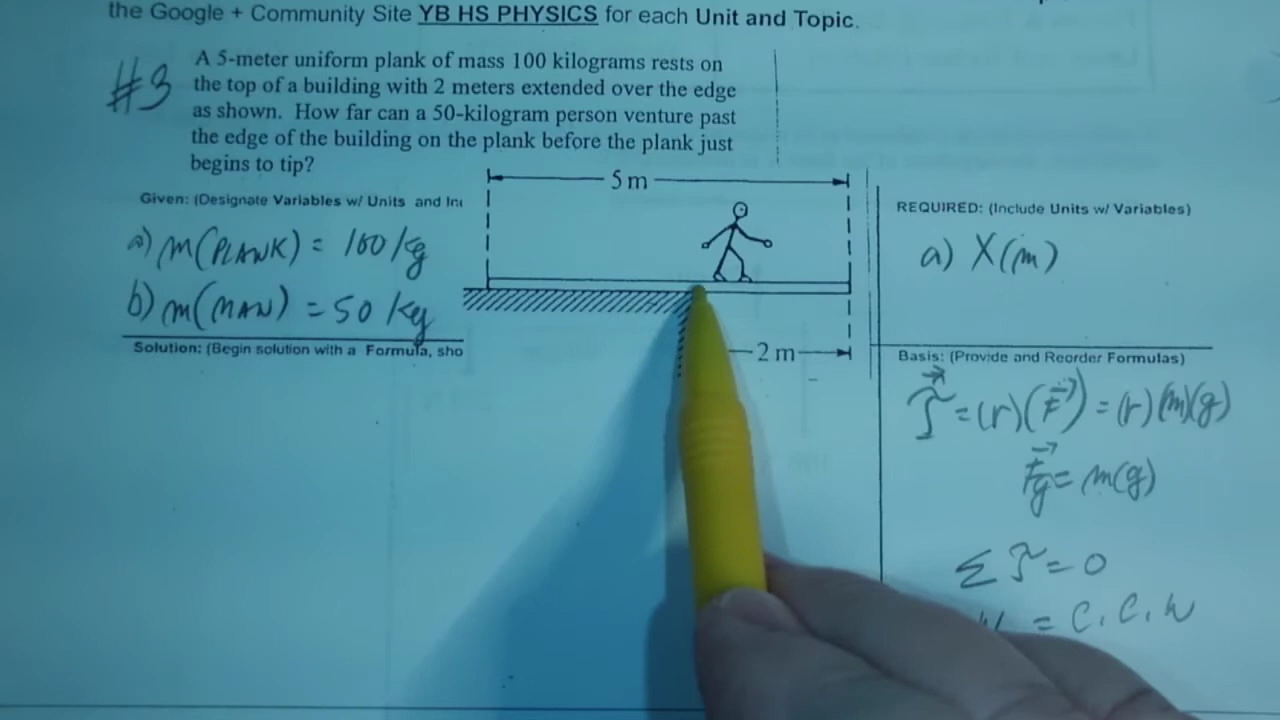 the Google + Community Site YB HS PHYSICS for each Unit and Topic.
#3
A 5-meter uniform plank of mass 100 kilograms rests on
the top of a building with 2 meters extended over the edge
as shown. How far can a 50-kilogram person venture past
the edge of the building on the plank before the plank just
begins to tip?
5 m
Given: (Designate Variables w/ Units and
a) m(PLANK) = 100 kg
b) m(MAN) = 50 kg
Solution: (Begin solution with a Formula, sho
2 m
REQUIRED: (Include Units w/ Variables)
a) X(m)
Basis: (Provide and Reorder Formulas)
τ = (r)(F) = (r)(m)(g)
Fg = m(g)
Σ τ = 0
= C.C.W